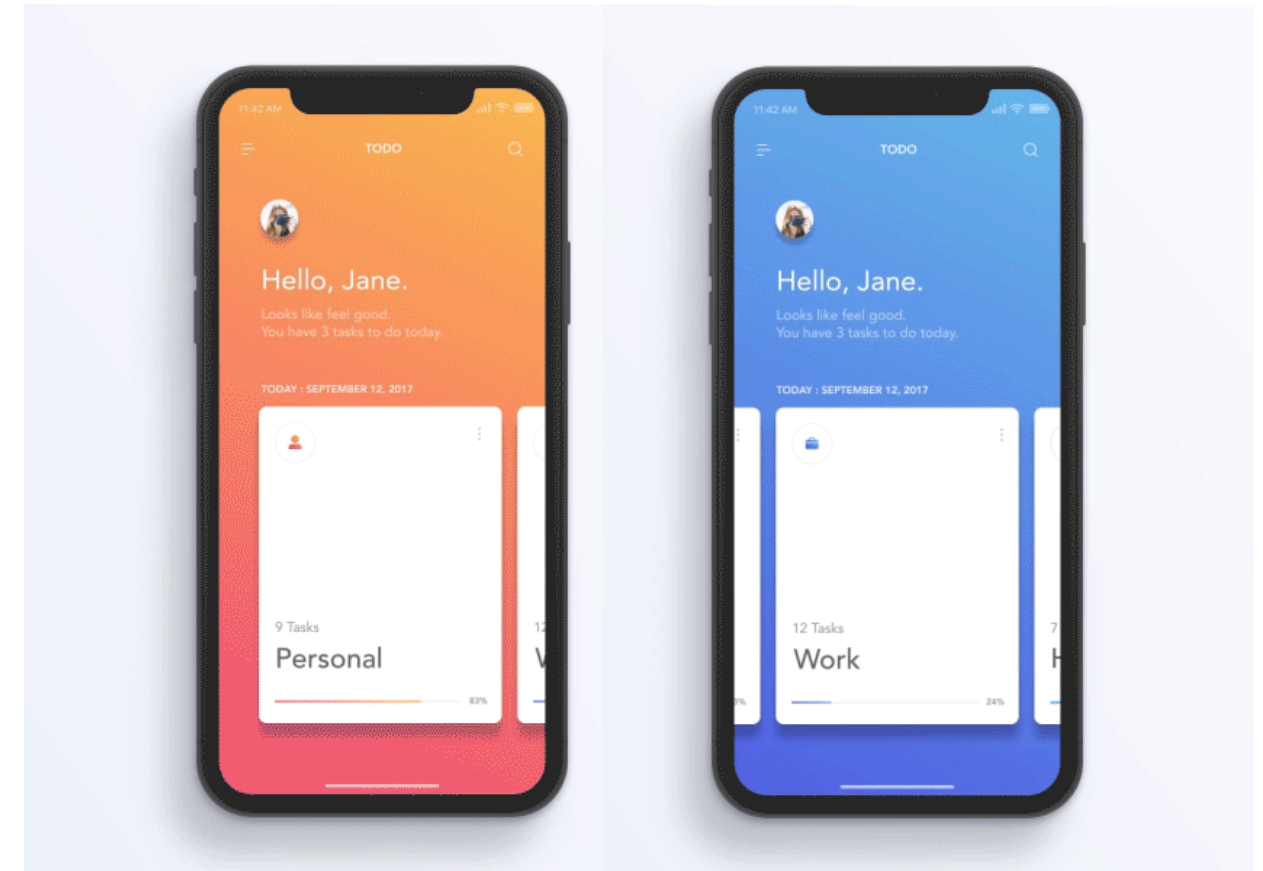 11:42 AM
TODO
Hello, Jane.
Looks like feel good.
You have 3 tasks to do today.
TODAY : SEPTEMBER 12, 2017
9 Tasks
Personal
83%
12
11:42 AM
TODO
Hello, Jane.
Looks like feel good.
You have 3 tasks to do today.
TODAY : SEPTEMBER 12, 2017
12 Tasks
Work
24%
7
H